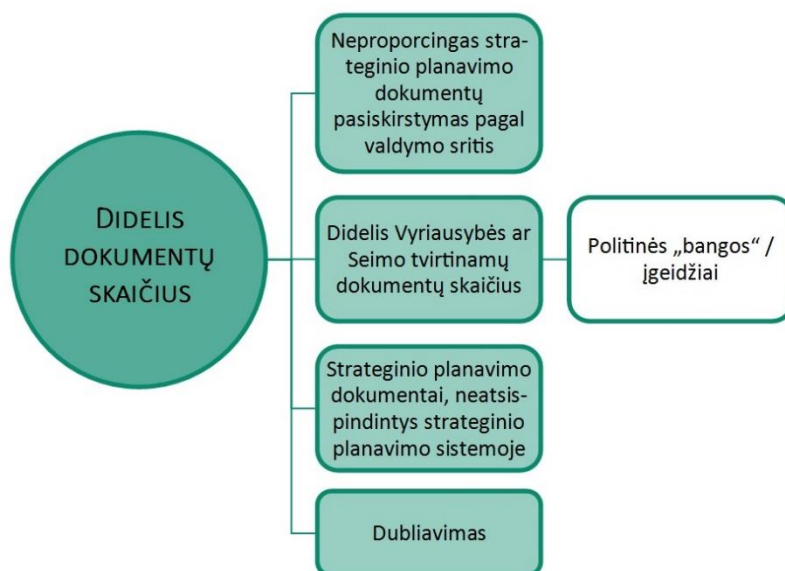 DIDELIS
DOKUMENTŲ
SKAIČIUS
Neproporcingas stra-
teginio planavimo
dokumentų
pasiskirstymas pagal
valdymo sritis
Didelis Vyriausybės ar
Seimo tvirtinamų
dokumentų skaičius
Politinės „bangos“ /
įgeidžiai
Strateginio planavimo
dokumentai, neatsis-
pindintys strateginio
planavimo sistemoje
Dubliavimas